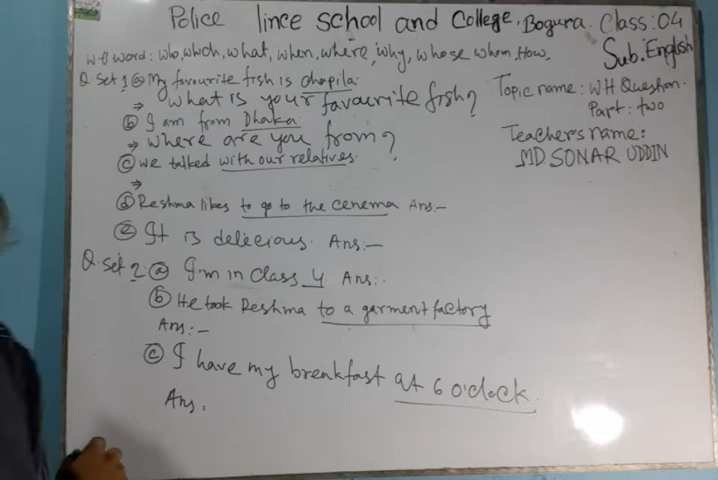 Police lince school and College, Bogura. Class: 04
Sub. English
W-H word: Who, which, what, when, where, why, whose whom, How,
Topic name: WH Question.
Part: two
Teachers name:
MD SONAR UDDIN
Q. Set 1 ⓐ My favourite fish is chapila.
⇒ What is your favourite fish?
ⓑ I am from Dhaka
⇒ where are you from?
ⓒ we talked with our relatives.
⇒
ⓓ Reshma likes to go to the cenema Ans:-
ⓔ It is delecious. Ans:-
Q. Set 2 ⓐ I'm in class 4 Ans:-
ⓑ He took Reshma to a garment factory
Ans:-
ⓒ I have my breakfast at 6 o'clock.
Ans.